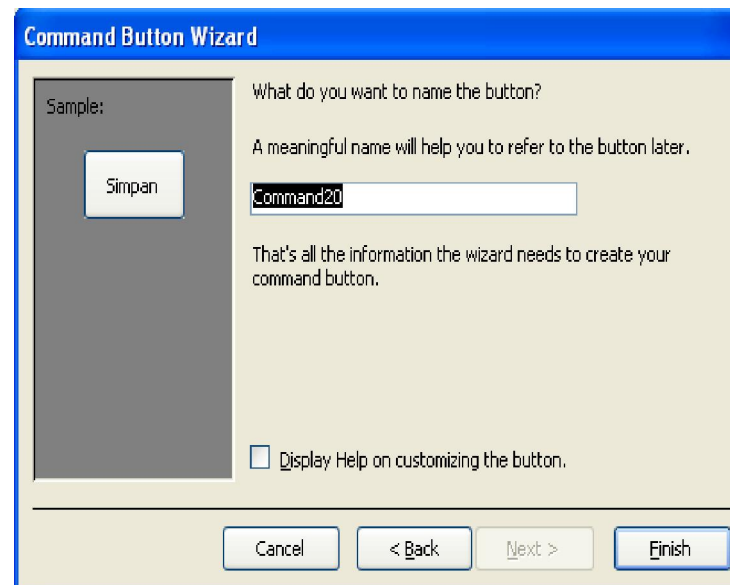 Command Button Wizard
Sample:
Simpan
What do you want to name the button?
A meaningful name will help you to refer to the button later.
Command20
That's all the information the wizard needs to create your
command button.
Display Help on customizing the button.
Cancel
< Back
Next >
Finish